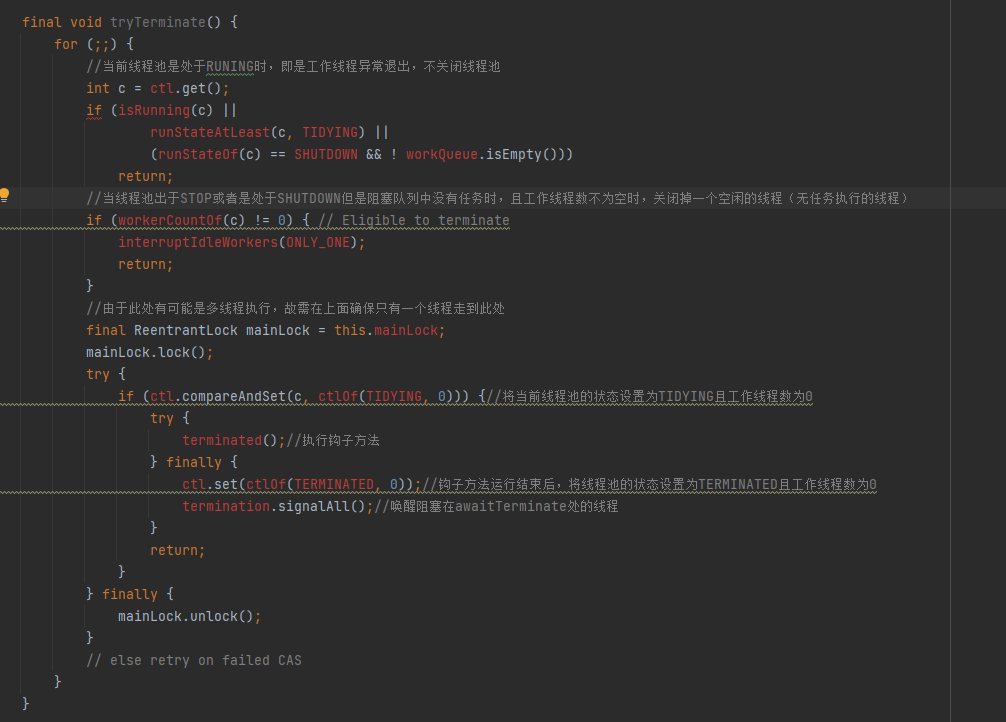 final void tryTerminate() {
for (;;) {
//当前线程池是处于RUNING时，即是工作线程异常退出，不关闭线程池
int c = ctl.get();
if (isRunning(c) ||
runStateAtLeast(c, TIDYING) ||
(runStateOf(c) == SHUTDOWN && ! workQueue.isEmpty()))
return;
//当线程池出于STOP或者是处于SHUTDOWN但是阻塞队列中没有任务时，且工作线程数不为空时，关闭掉一个空闲的线程（无任务执行的线程）
if (workerCountOf(c) != 0) { // Eligible to terminate
interruptIdleWorkers(ONLY_ONE);
return;
}
//由于此处有可能是多线程执行，故需在上面确保只有一个线程走到此处
final ReentrantLock mainLock = this.mainLock;
mainLock.lock();
try {
if (ctl.compareAndSet(c, ctlOf(TIDYING, 0))) {//将当前线程池的状态设置为TIDYING且工作线程数为0
try {
terminated();//执行钩子方法
} finally {
ctl.set(ctlOf(TERMINATED, 0));//钩子方法运行结束后，将线程池的状态设置为TERMINATED且工作线程数为0
termination.signalAll();//唤醒阻塞在awaitTerminate处的线程
}
return;
}
} finally {
mainLock.unlock();
}
// else retry on failed CAS
}
}